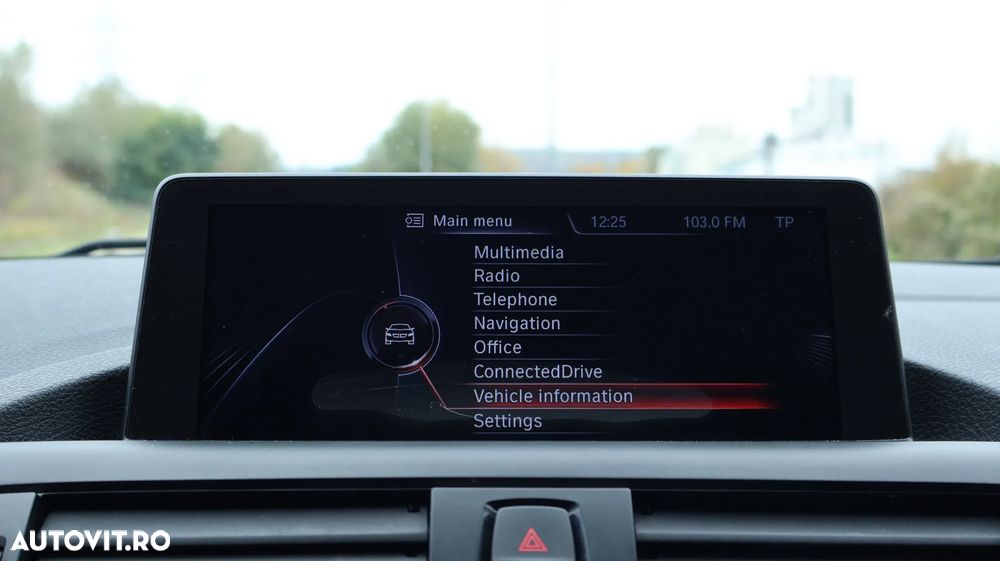 Main menu 12:25 103.0 FM TP
Multimedia
Radio
Telephone
Navigation
Office
ConnectedDrive
Vehicle information
Settings
AUTOVIT.RO